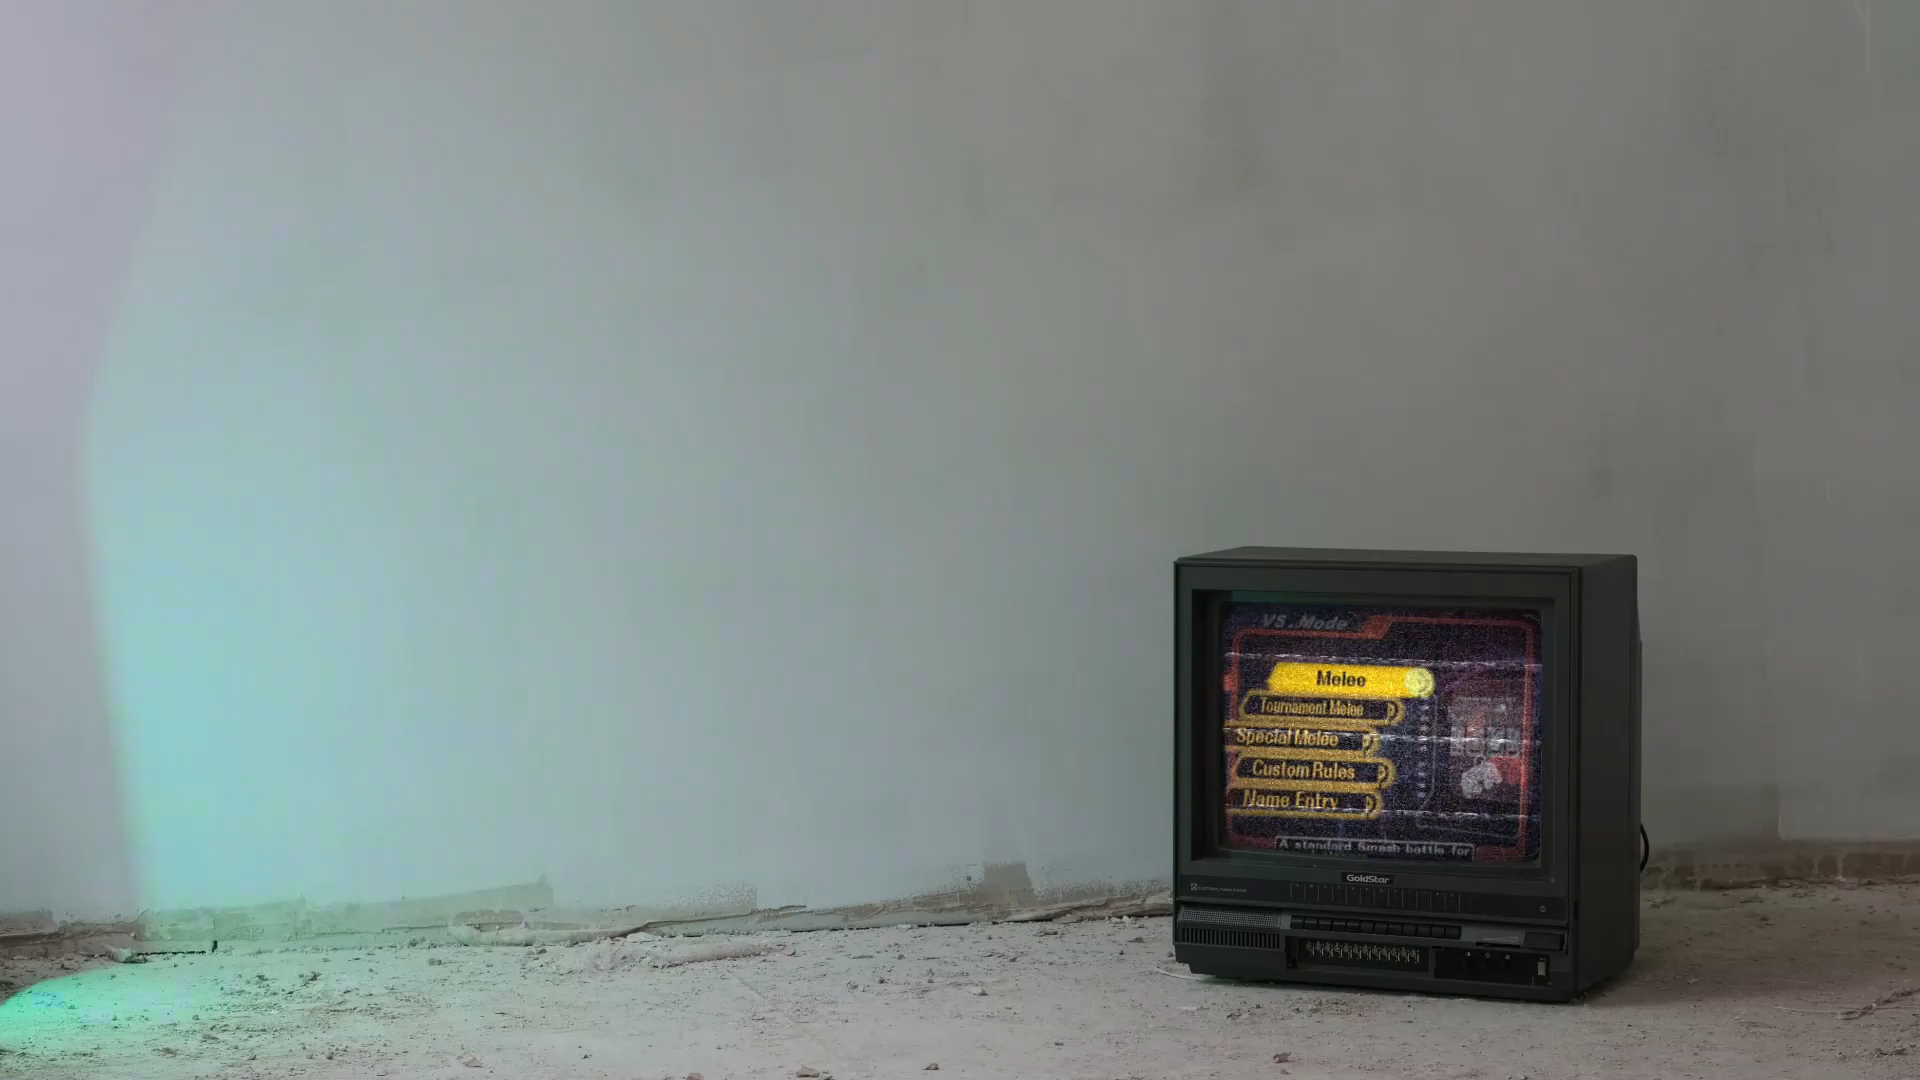 VS. Mode
Melee
Tournament Melee
Special Melee
Custom Rules
Name Entry
A standard Smash battle for
GoldStar